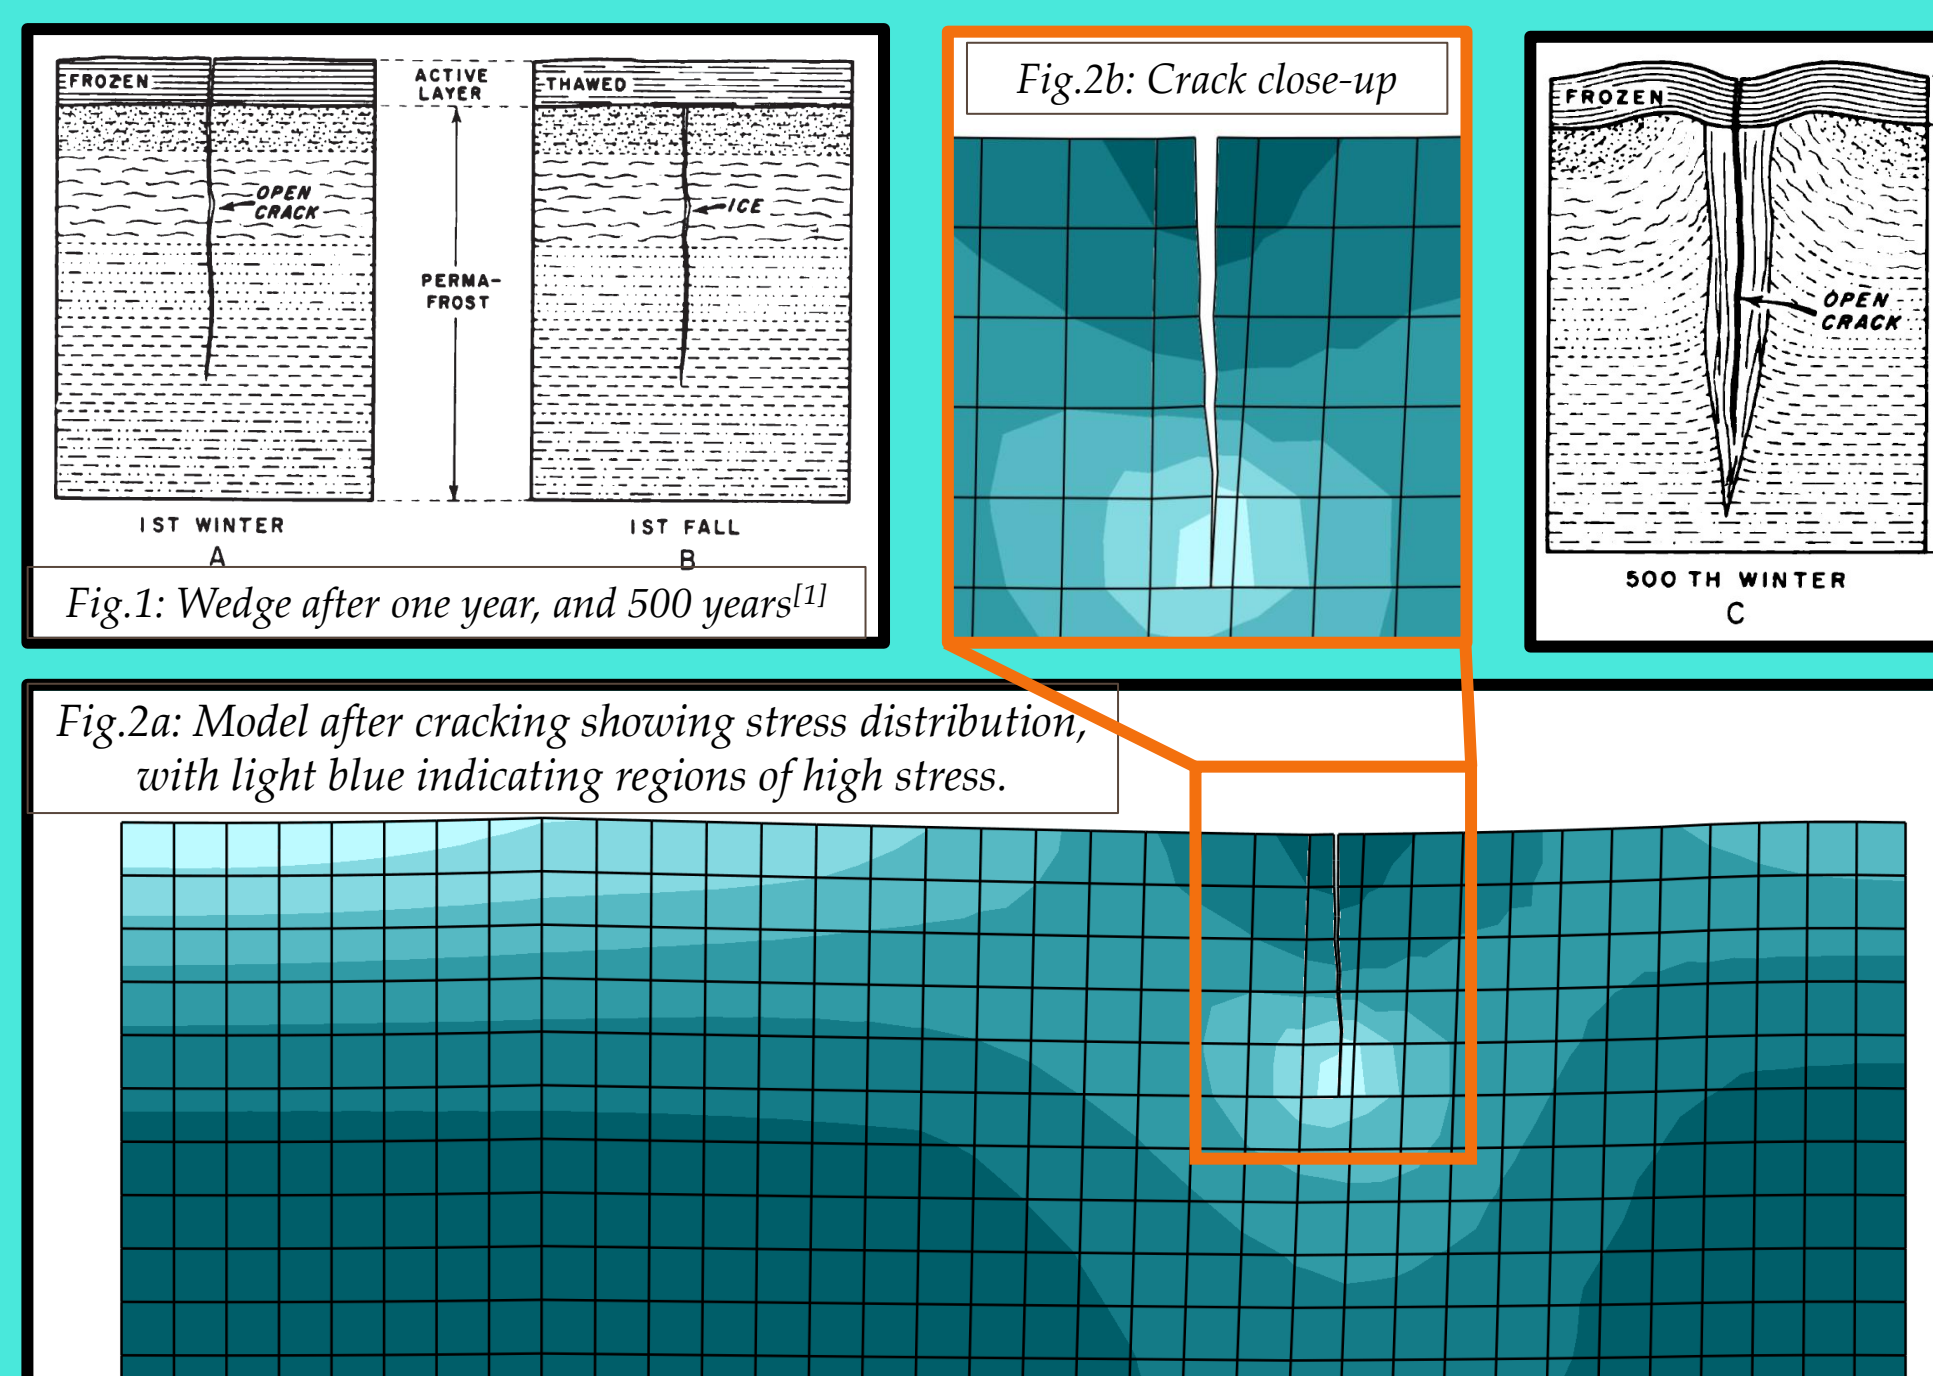 FROZEN
OPEN
CRACK
ACTIVE
LAYER
PERMA-
FROST
THAWED
ICE
1ST WINTER
A
1ST FALL
B
Fig.1: Wedge after one year, and 500 years[1]
Fig.2b: Crack close-up
FROZEN
OPEN
CRACK
500 TH WINTER
C
Fig.2a: Model after cracking showing stress distribution,
with light blue indicating regions of high stress.